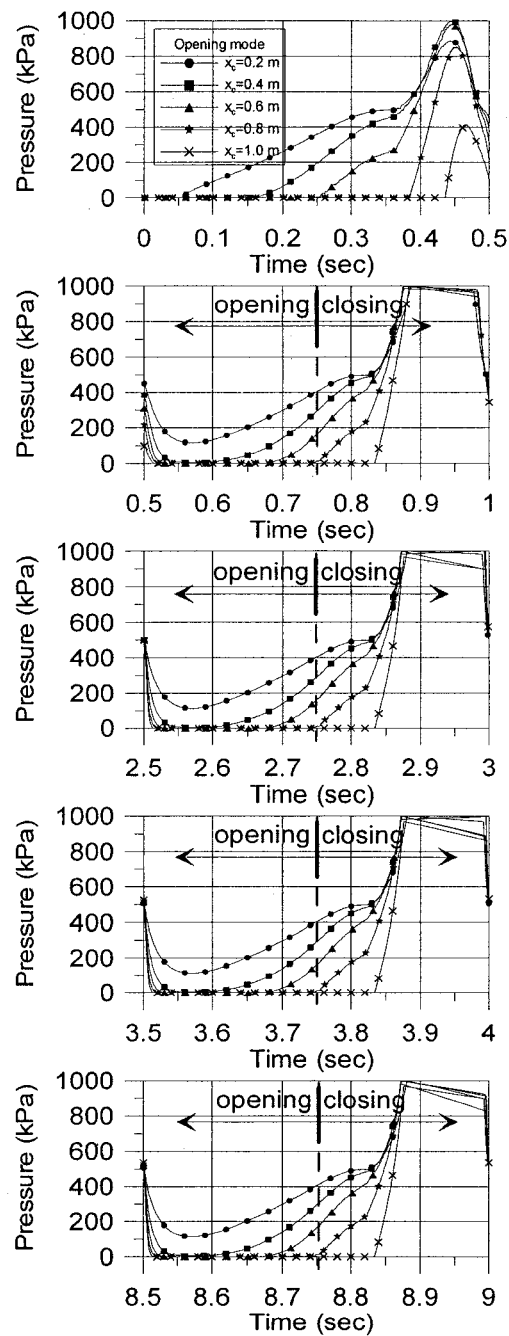 1000
800
600
400
200
0
Pressure (kPa)
Opening mode
x_c=0.2 m
x_c=0.4 m
x_c=0.6 m
x_c=0.8 m
x_c=1.0 m
0 0.1 0.2 0.3 0.4 0.5
Time (sec)
1000
800
600
400
200
0
Pressure (kPa)
opening closing
0.5 0.6 0.7 0.8 0.9 1
Time (sec)
1000
800
600
400
200
0
Pressure (kPa)
opening closing
2.5 2.6 2.7 2.8 2.9 3
Time (sec)
1000
800
600
400
200
0
Pressure (kPa)
opening closing
3.5 3.6 3.7 3.8 3.9 4
Time (sec)
1000
800
600
400
200
0
Pressure (kPa)
opening closing
8.5 8.6 8.7 8.8 8.9 9
Time (sec)